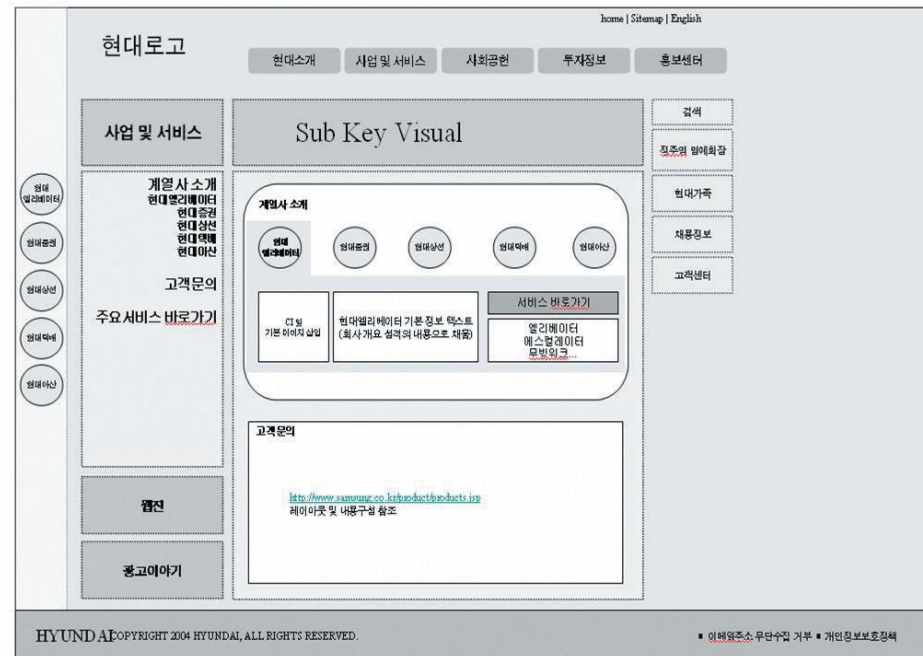 home | Sitemap | English
현대로고
현대소개
사업 및 서비스
사회공헌
투자정보
홍보센터
사업 및 서비스
Sub Key Visual
검색
정주영 명예회장
현대가족
채용정보
고객센터
현대
엘리베이터
현대증권
현대상선
현대택배
현대아산
계열사 소개
현대엘리베이터
현대증권
현대상선
현대택배
현대아산
고객문의
주요서비스 바로가기
계열사 소개
현대
엘리베이터
현대증권
현대상선
현대택배
현대아산
CI 및
기본 이미지 삽입
현대엘리베이터 기본 정보 텍스트
(회사개요 성격의 내용으로 채움)
서비스 바로가기
엘리베이터
에스컬레이터
무빙워크...
고객문의
http://www.samsung.co.kr/product/products.jsp
레이아웃 및 내용구성 참조
웹진
광고이야기
HYUNDAI
COPYRIGHT 2004 HYUNDAI, ALL RIGHTS RESERVED.
▪ 이메일주소 무단수집 거부 ▪ 개인정보보호정책